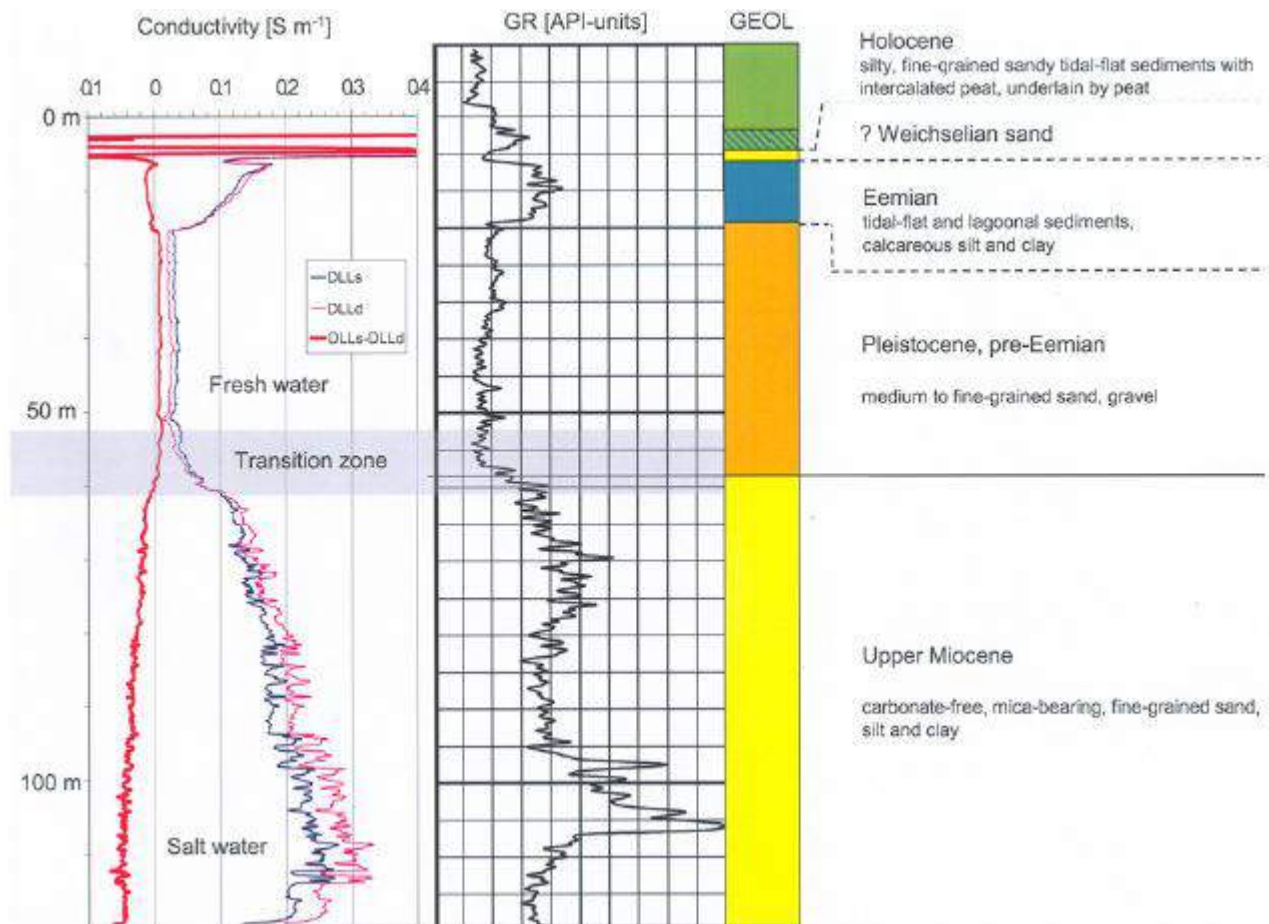 Conductivity [S m⁻¹]
GR [API-units]
GEOL
0.1 0. 0.1 0.2 0.3 0.4
0 m
50 m
100 m
DLLs
DLLd
DLLs-DLLd
Fresh water
Transition zone
Salt water
Holocene
silty, fine-grained sandy tidal-flat sediments with
intercalated peat, underlain by peat
? Weichselian sand
Eemian
tidal-flat and lagoonal sediments,
calcareous silt and clay
Pleistocene, pre-Eemian
medium to fine-grained sand, gravel
Upper Miocene
carbonate-free, mica-bearing, fine-grained sand,
silt and clay